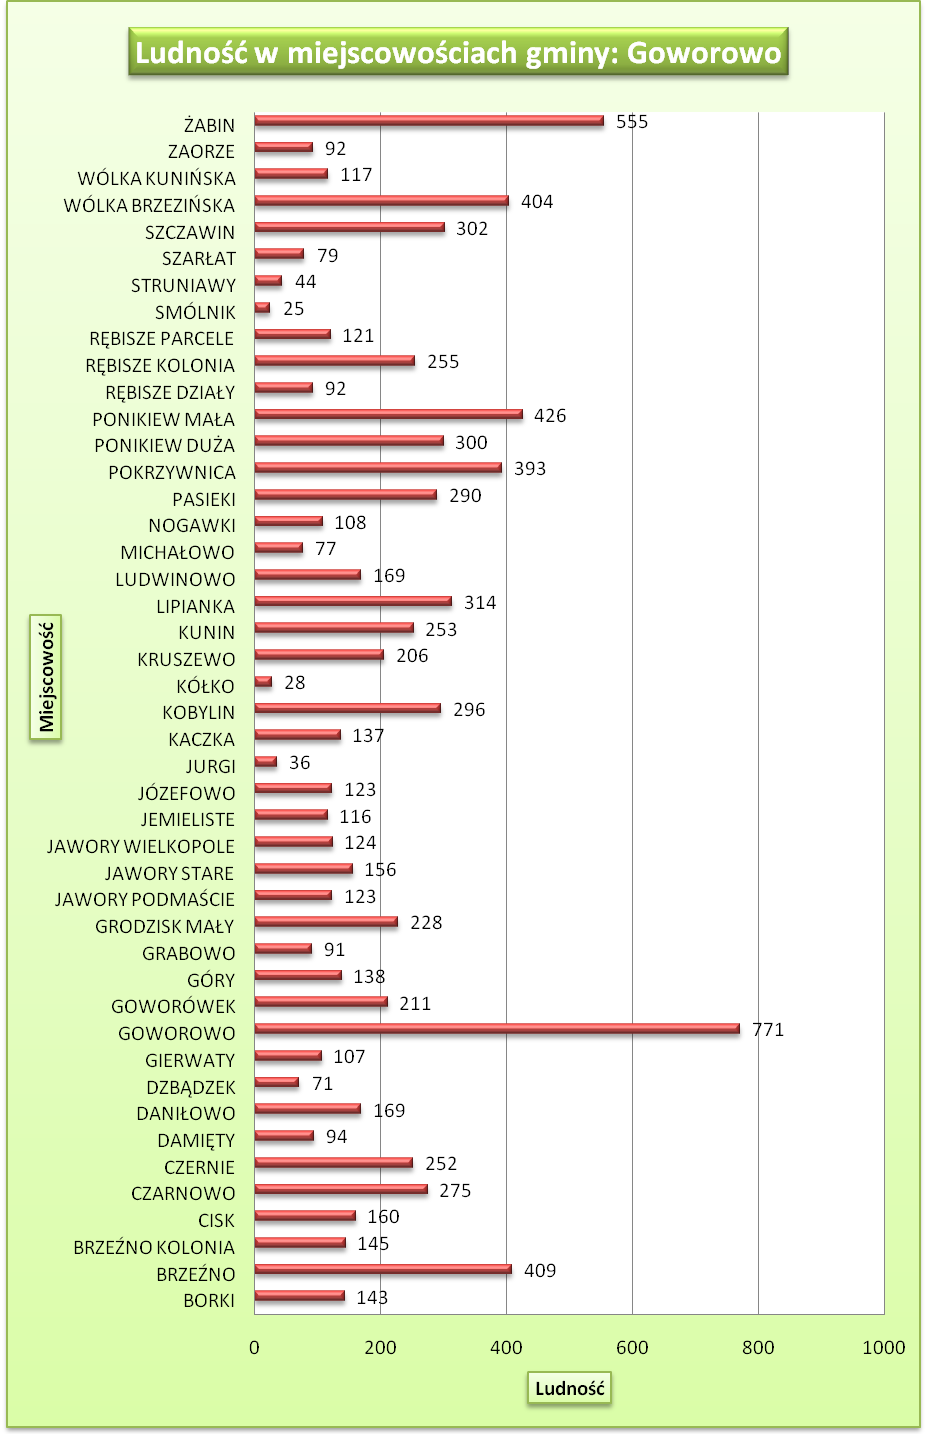 Ludność w miejscowościach gminy: Goworowo
ŻABIN 555
ZAORZE 92
WÓLKA KUNIŃSKA 117
WÓLKA BRZEZIŃSKA 404
SZCZAWIN 302
SZARŁAT 79
STRUNIAWY 44
SMÓLNIK 25
RĘBISZE PARCELE 121
RĘBISZE KOLONIA 255
RĘBISZE DZIAŁY 92
PONIKIEW MAŁA 426
PONIKIEW DUŻA 300
POKRZYWNICA 393
PASIEKI 290
NOGAWKI 108
MICHAŁOWO 77
LUDWINOWO 169
LIPIANKA 314
KUNIN 253
KRUSZEWO 206
KÓŁKO 28
KOBYLIN 296
KACZKA 137
JURGI 36
JÓZEFOWO 123
JEMIELISTE 116
JAWORY WIELKOPOLE 124
JAWORY STARE 156
JAWORY PODMAŚCIE 123
GRODZISK MAŁY 228
GRABOWO 91
GÓRY 138
GOWORÓWEK 211
GOWOROWO 771
GIERWATY 107
DZBĄDZEK 71
DANIŁOWO 169
DAMIĘTY 94
CZERNIE 252
CZARNOWO 275
CISK 160
BRZEŹNO KOLONIA 145
BRZEŹNO 409
BORKI 143
Miejscowość
0 200 400 600 800 1000
Ludność